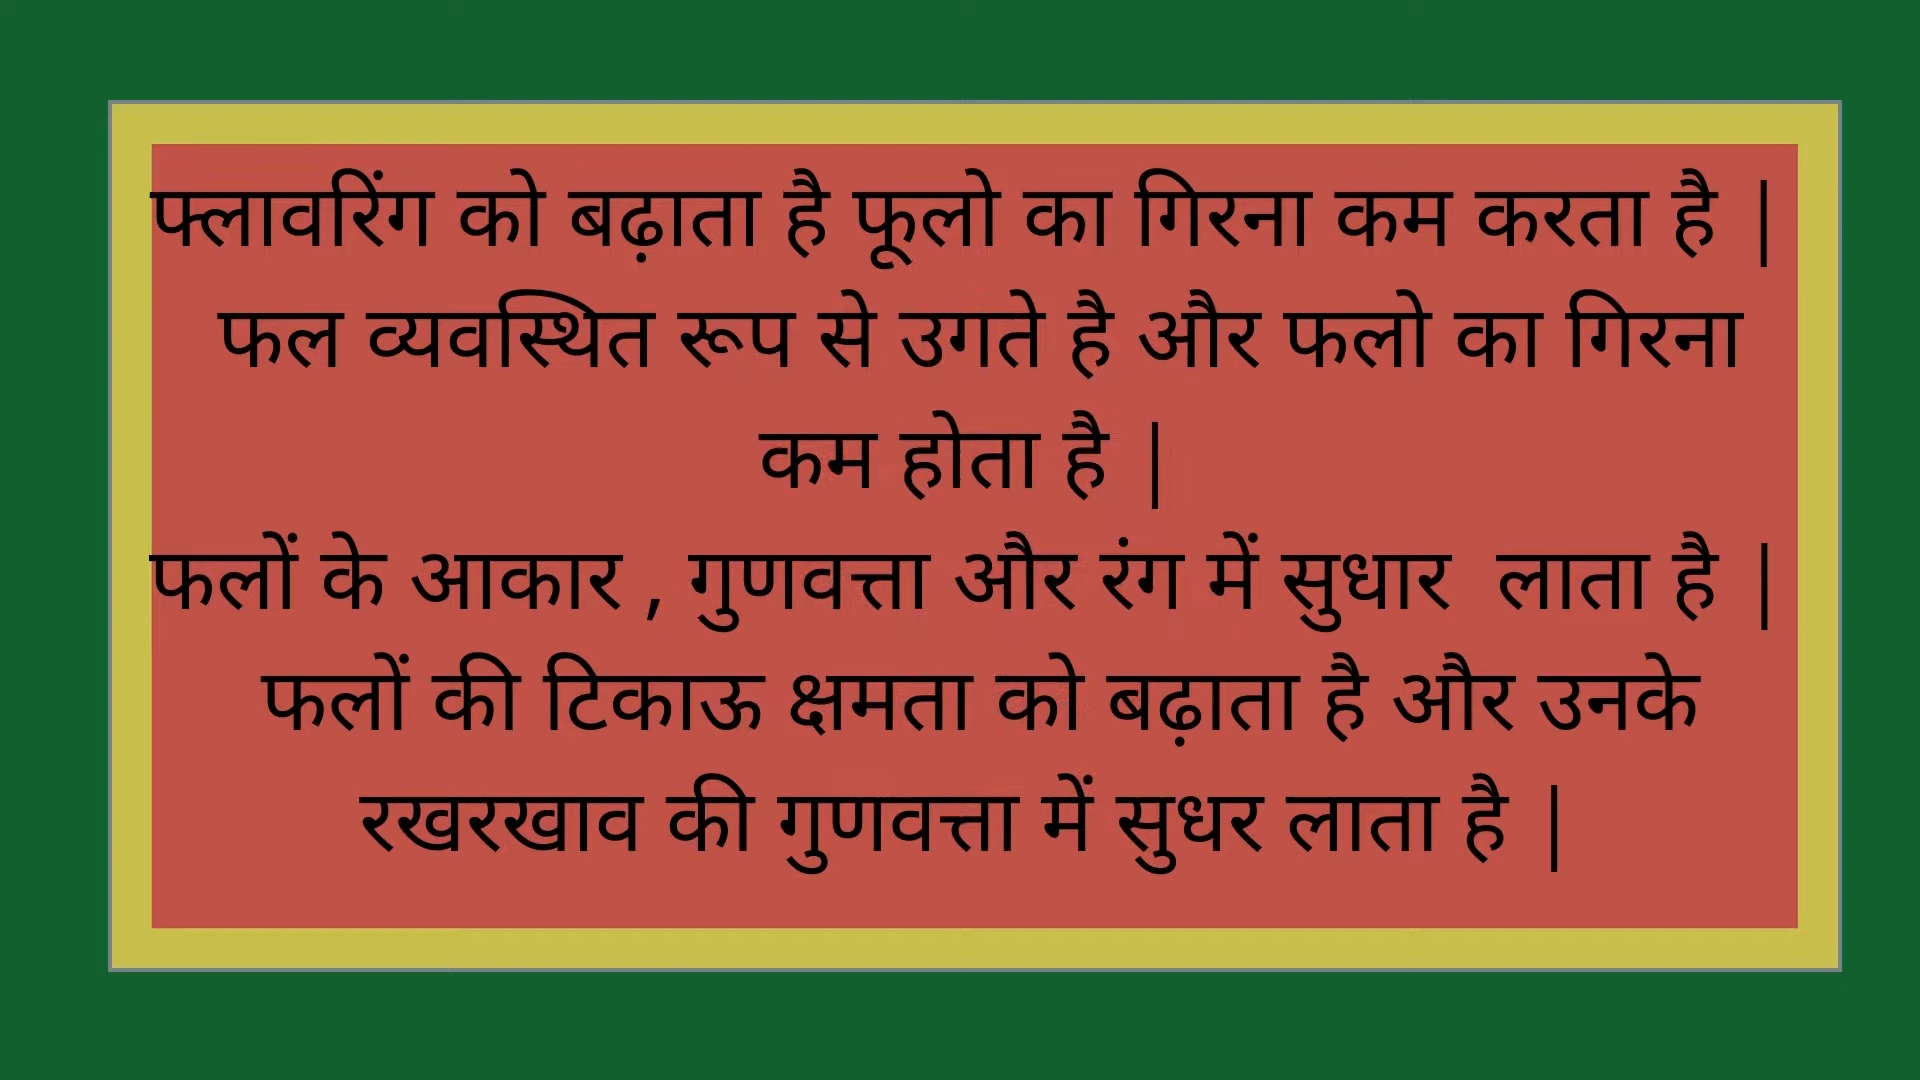 फ्लावरिंग को बढ़ाता है फूलो का गिरना कम करता है |
फल व्यवस्थित रूप से उगते है और फलो का गिरना
कम होता है |
फलों के आकार , गुणवत्ता और रंग में सुधार  लाता है |
फलों की टिकाऊ क्षमता को बढ़ाता है और उनके
रखरखाव की गुणवत्ता में सुधर लाता है |